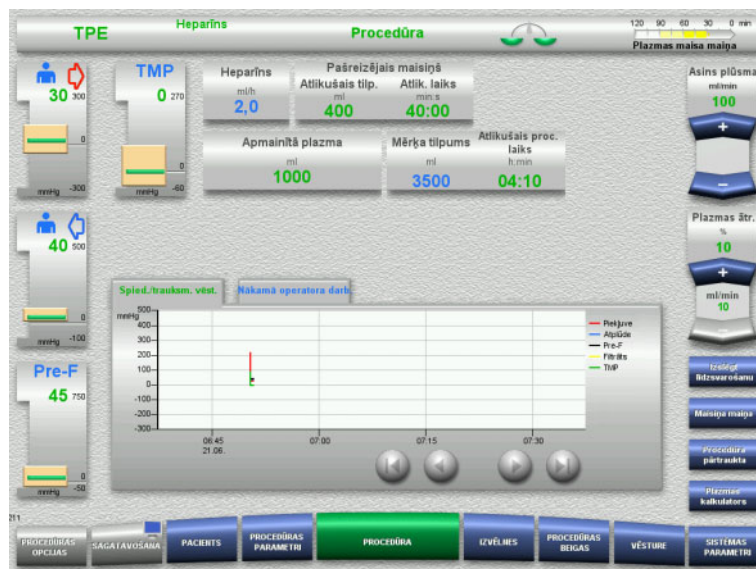 TPE
Heparīns
Procedūra
120 90 60 30 0 min
Plazmas maisa maiņa
30
300
0
-300
mmHg
TMP
0
270
0
-60
mmHg
Heparīns
ml/h
2,0
Pašreizējais maisiņš
Atlikušais tilp.
ml
400
Atlik. laiks
min:s
40:00
Apmainītā plazma
ml
1000
Mērķa tilpums
ml
3500
Atlikušais proc.
laiks
h:min
04:10
Asins plūsma
ml/min
100
+
−
40
500
0
-100
mmHg
Plazmas ātr.
%
10
+
ml/min
10
−
Pre-F
45
750
0
-50
mmHg
Spied./trauksm. vēst.
Nākamā operatora darb
mmHg
500
400
300
200
100
0
-100
-200
-300
06:45
21.06.
07:00
07:15
07:30
Piekļuve
Atplūde
Pre-F
Filtrāts
TMP
Izslēgt
līdzsvarošanu
Maisiņa maiņa
Procedūra
pārtraukta
Plazmas
kalkulators
211
PROCEDŪRAS
OPCIJAS
SAGATAVOŠANA
PACIENTS
PROCEDŪRAS
PARAMETRI
PROCEDŪRA
IZVĒLNES
PROCEDŪRAS
BEIGAS
VĒSTURE
SISTĒMAS
PARAMETRI